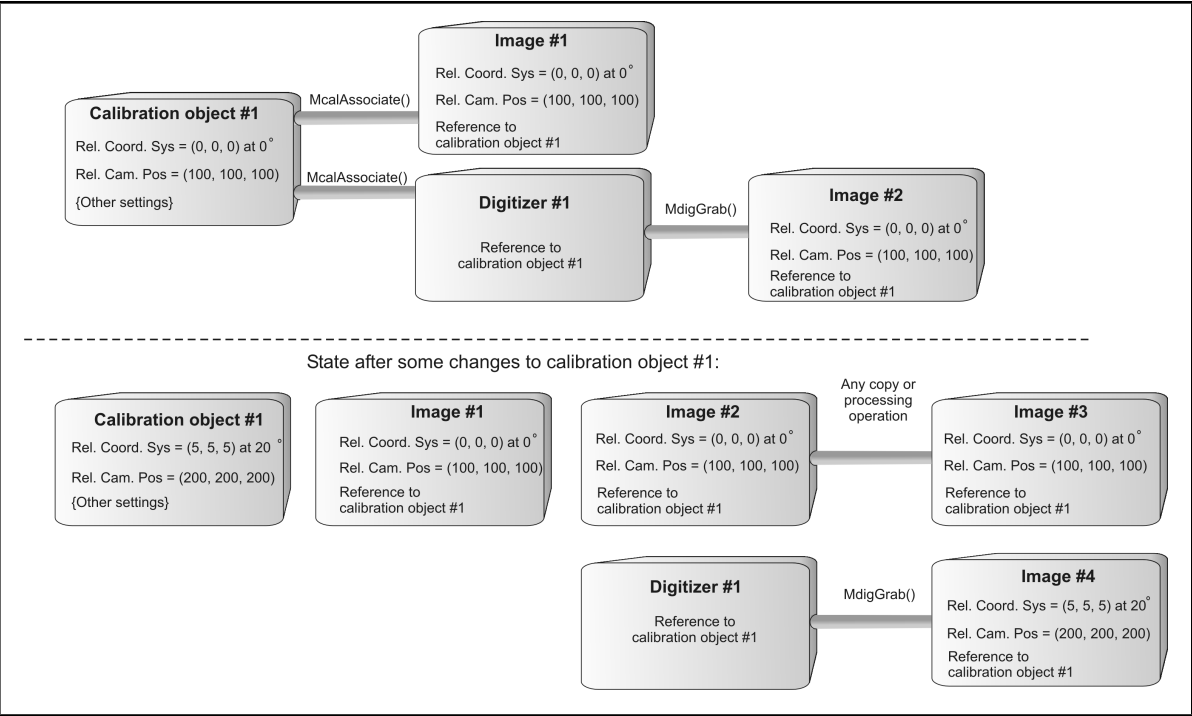 Image #1
Rel. Coord. Sys = (0, 0, 0) at 0°
Rel. Cam. Pos = (100, 100, 100)
Reference to
calibration object #1
McalAssociate()
Calibration object #1
Rel. Coord. Sys = (0, 0, 0) at 0°
Rel. Cam. Pos = (100, 100, 100)
{Other settings}
McalAssociate()
Digitizer #1
Reference to
calibration object #1
MdigGrab()
Image #2
Rel. Coord. Sys = (0, 0, 0) at 0°
Rel. Cam. Pos = (100, 100, 100)
Reference to
calibration object #1
State after some changes to calibration object #1:
Calibration object #1
Rel. Coord. Sys = (5, 5, 5) at 20 °
Rel. Cam. Pos = (200, 200, 200)
{Other settings}
Image #1
Rel. Coord. Sys = (0, 0, 0) at 0°
Rel. Cam. Pos = (100, 100, 100)
Reference to
calibration object #1
Image #2
Rel. Coord. Sys = (0, 0, 0) at 0°
Rel. Cam. Pos = (100, 100, 100)
Reference to
calibration object #1
Any copy or
processing
operation
Image #3
Rel. Coord. Sys = (0, 0, 0) at 0°
Rel. Cam. Pos = (100, 100, 100)
Reference to
calibration object #1
Digitizer #1
Reference to
calibration object #1
MdigGrab()
Image #4
Rel. Coord. Sys = (5, 5, 5) at 20°
Rel. Cam. Pos = (200, 200, 200)
Reference to
calibration object #1